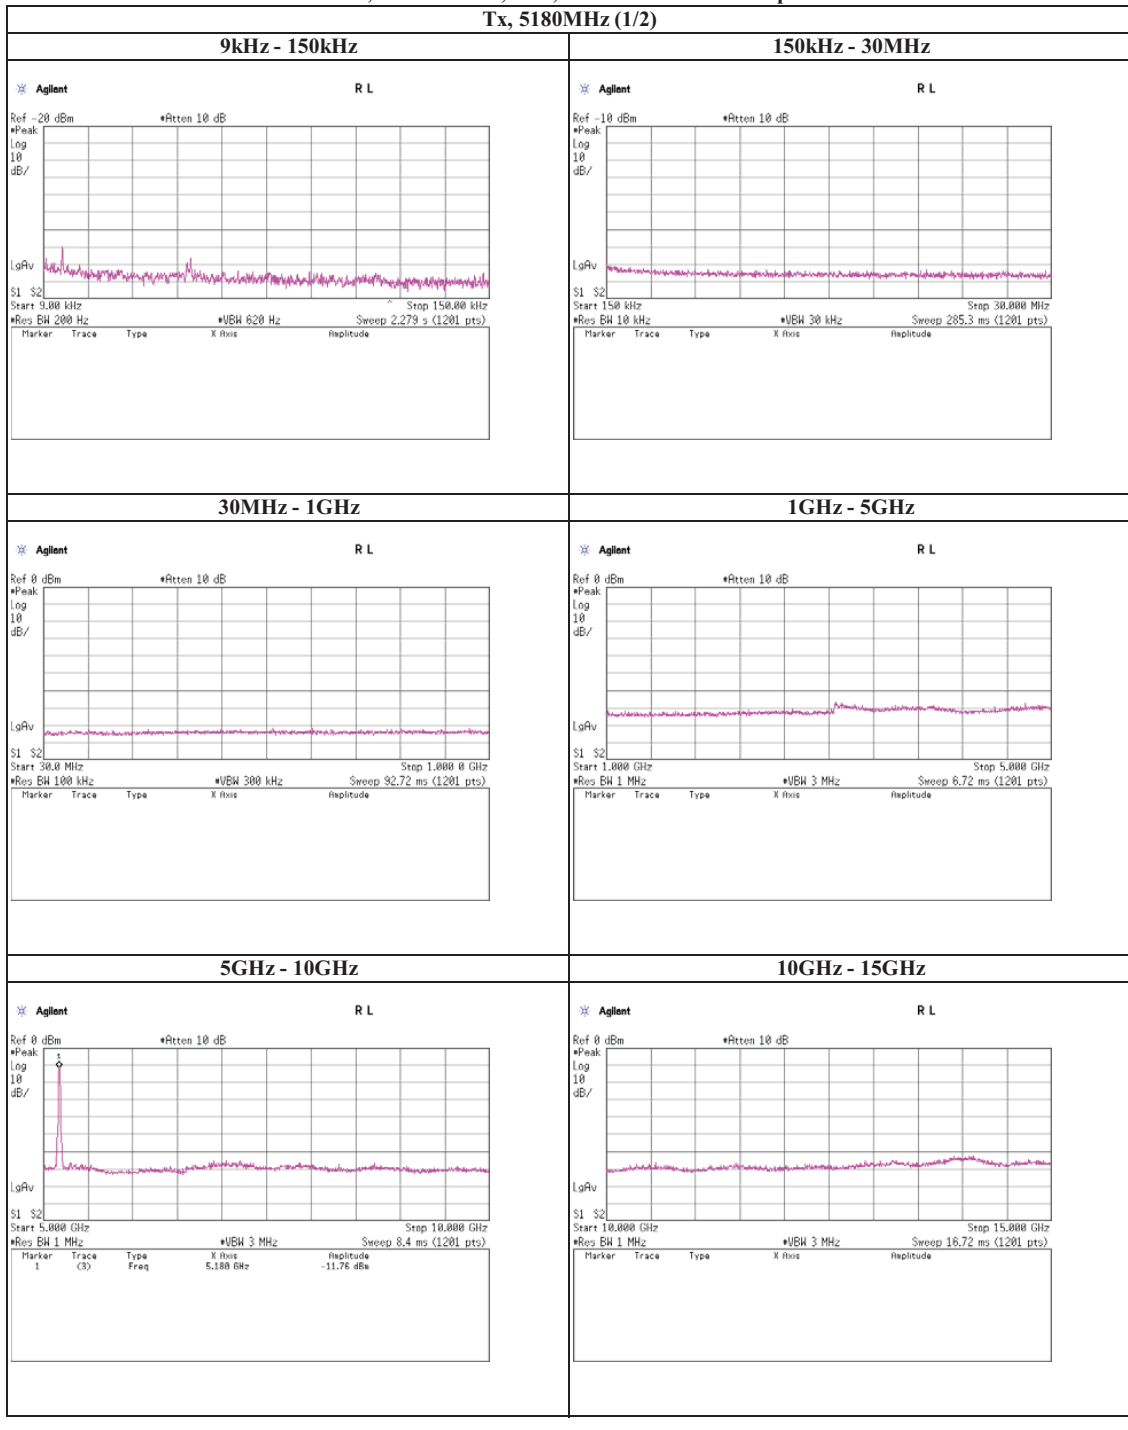 Tx, 5180MHz (1/2)
9kHz - 150kHz
150kHz - 30MHz
Agilent R L
Ref -20 dBm #Atten 10 dB
#Peak
Log
10
dB/
LgAv
S1 S2
Start 9.00 kHz ^ Stop 150.00 kHz
#Res BW 200 Hz #VBW 620 Hz Sweep 2.279 s (1201 pts)
Marker Trace Type X Axis Amplitude
Agilent R L
Ref -10 dBm #Atten 10 dB
#Peak
Log
10
dB/
LgAv
S1 S2
Start 150 kHz Stop 30.000 MHz
#Res BW 10 kHz #VBW 30 kHz Sweep 285.3 ms (1201 pts)
Marker Trace Type X Axis Amplitude
30MHz - 1GHz
1GHz - 5GHz
Agilent R L
Ref 0 dBm #Atten 10 dB
#Peak
Log
10
dB/
LgAv
S1 S2
Start 30.0 MHz Stop 1.000 0 GHz
#Res BW 100 kHz #VBW 300 kHz Sweep 92.72 ms (1201 pts)
Marker Trace Type X Axis Amplitude
Agilent R L
Ref 0 dBm #Atten 10 dB
#Peak
Log
10
dB/
LgAv
S1 S2
Start 1.000 GHz Stop 5.000 GHz
#Res BW 1 MHz #VBW 3 MHz Sweep 6.72 ms (1201 pts)
Marker Trace Type X Axis Amplitude
5GHz - 10GHz
10GHz - 15GHz
Agilent R L
Ref 0 dBm #Atten 10 dB
#Peak
1
Log
10
dB/
LgAv
S1 S2
Start 5.000 GHz Stop 10.000 GHz
#Res BW 1 MHz #VBW 3 MHz Sweep 8.4 ms (1201 pts)
Marker Trace Type X Axis Amplitude
1 (3) Freq 5.180 GHz -11.76 dBm
Agilent R L
Ref 0 dBm #Atten 10 dB
#Peak
Log
10
dB/
LgAv
S1 S2
Start 10.000 GHz Stop 15.000 GHz
#Res BW 1 MHz #VBW 3 MHz Sweep 16.72 ms (1201 pts)
Marker Trace Type X Axis Amplitude